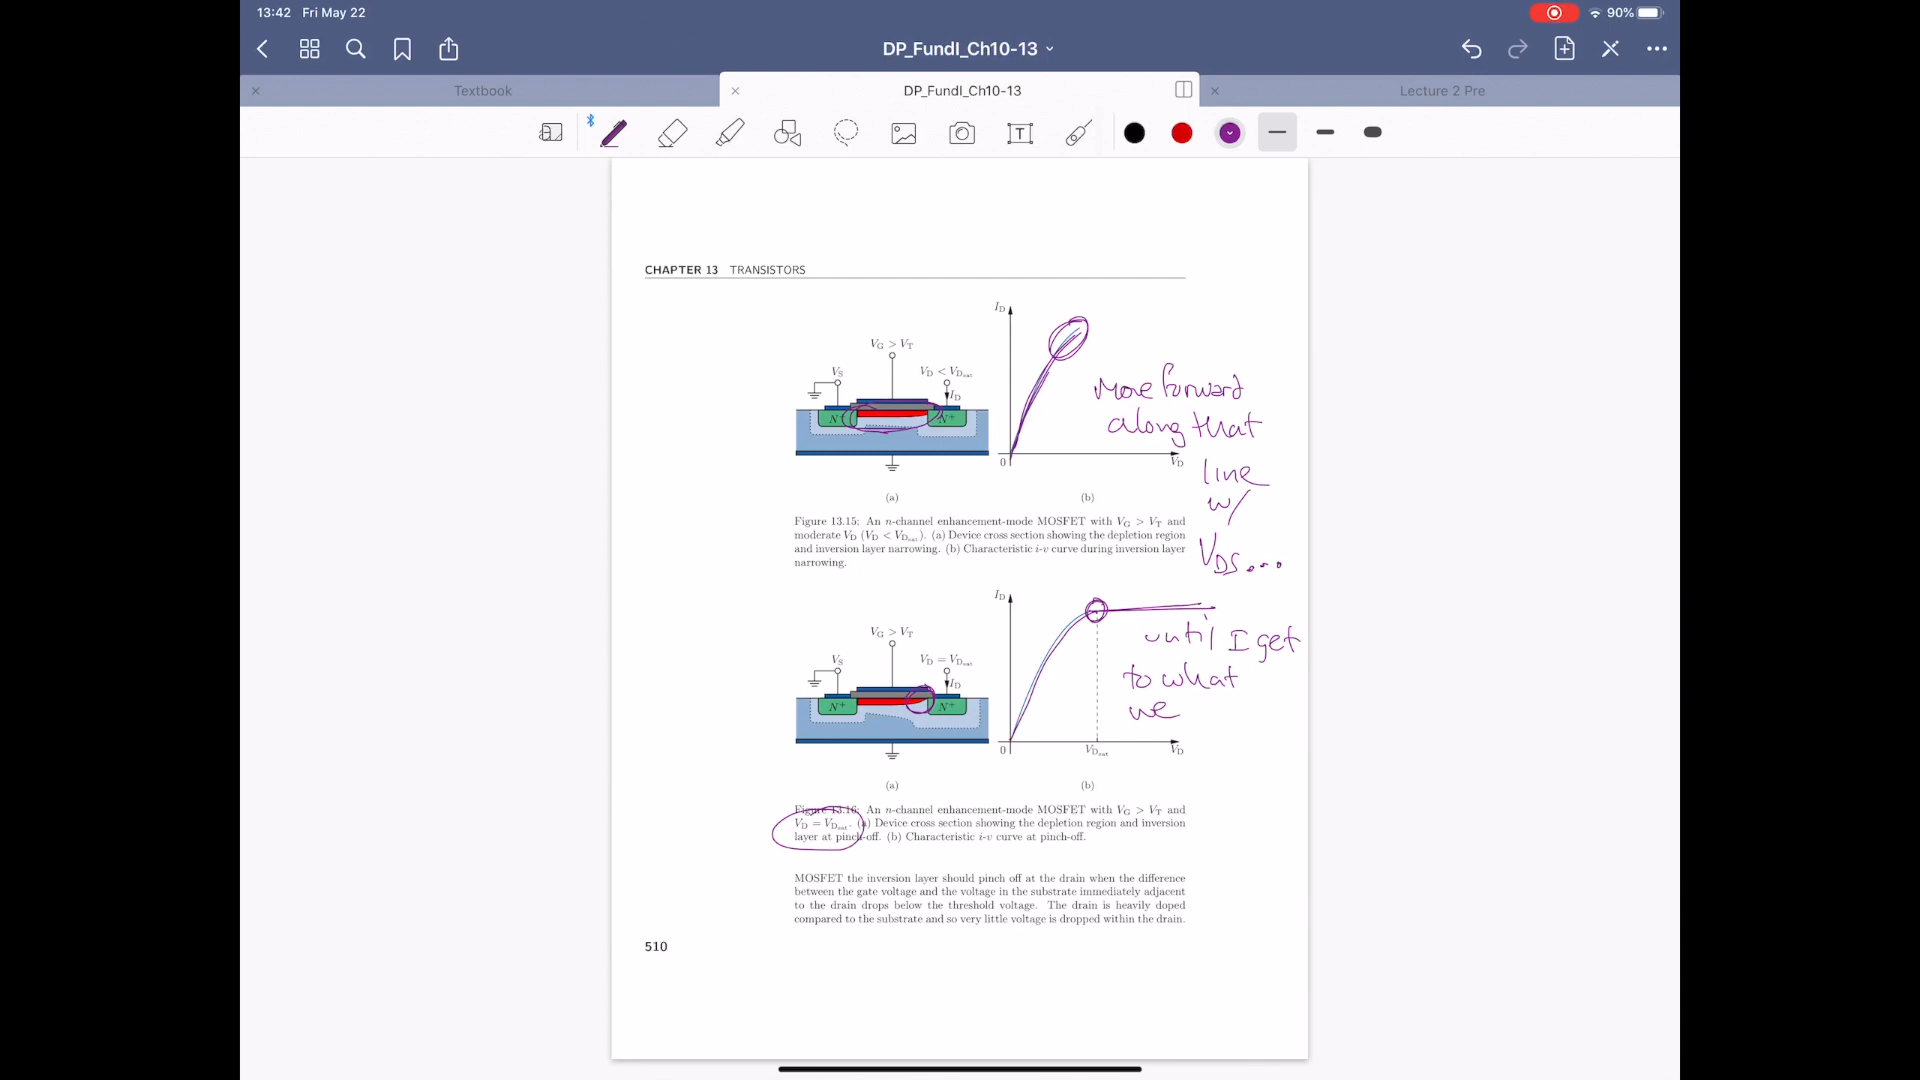 13:42 Fri May 22
90%
DP_FundI_Ch10-13
Textbook
DP_FundI_Ch10-13
Lecture 2 Pre
T
CHAPTER 13 TRANSISTORS
I_D
V_G > V_T
V_S
V_D < V_Dsat
I_D
N+
N+
0
V_D
(a)
(b)
Move forward
along that
line
w/
V_DS...
Figure 13.15: An n-channel enhancement-mode MOSFET with V_G > V_T and
moderate V_D (V_D < V_Dsat). (a) Device cross section showing the depletion region
and inversion layer narrowing. (b) Characteristic i-v curve during inversion layer
narrowing.
I_D
V_G > V_T
V_S
V_D = V_Dsat
I_D
N+
N+
0
V_Dsat
V_D
until I get
to what
we
(a)
(b)
Figure 13.16: An n-channel enhancement-mode MOSFET with V_G > V_T and
V_D = V_Dsat. (a) Device cross section showing the depletion region and inversion
layer at pinch-off. (b) Characteristic i-v curve at pinch-off.
MOSFET the inversion layer should pinch off at the drain when the difference
between the gate voltage and the voltage in the substrate immediately adjacent
to the drain drops below the threshold voltage. The drain is heavily doped
compared to the substrate and so very little voltage is dropped within the drain.
510